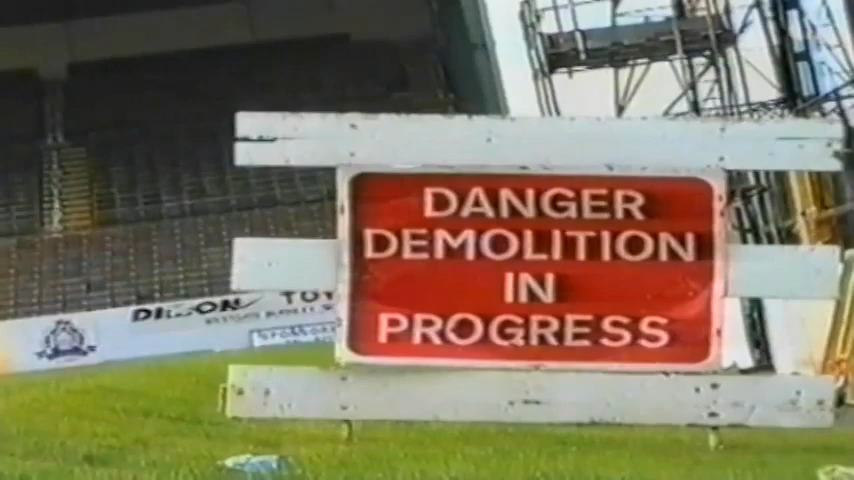 DANGER
DEMOLITION
IN
PROGRESS
DIXON TOY